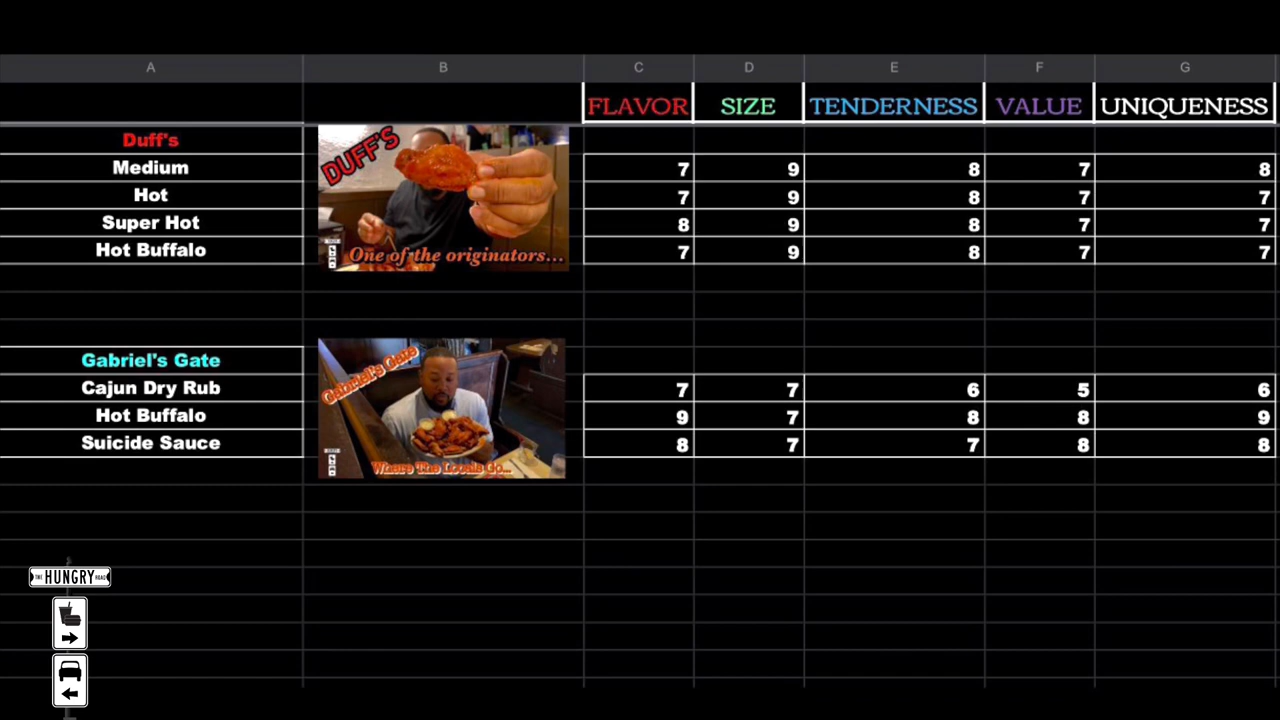 A B C D E F G
FLAVOR SIZE TENDERNESS VALUE UNIQUENESS
Duff's
DUFF'S
Medium 7 9 8 7 8
Hot 7 9 8 7 7
Super Hot 8 9 8 7 7
Hot Buffalo 7 9 8 7 7
One of the originators...
Gabriel's Gate
Gabriel's Gate
Cajun Dry Rub 7 7 6 5 6
Hot Buffalo 9 7 8 8 9
Suicide Sauce 8 7 7 8 8
Where The Locals Go...
THE HUNGRY ROAD